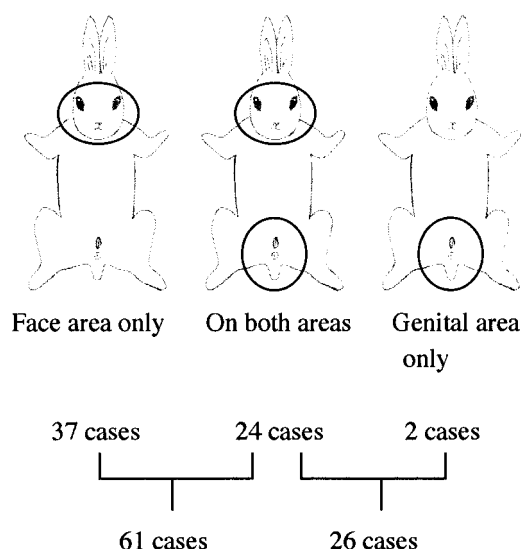 Face area only On both areas Genital area
only
37 cases 24 cases 2 cases
61 cases 26 cases